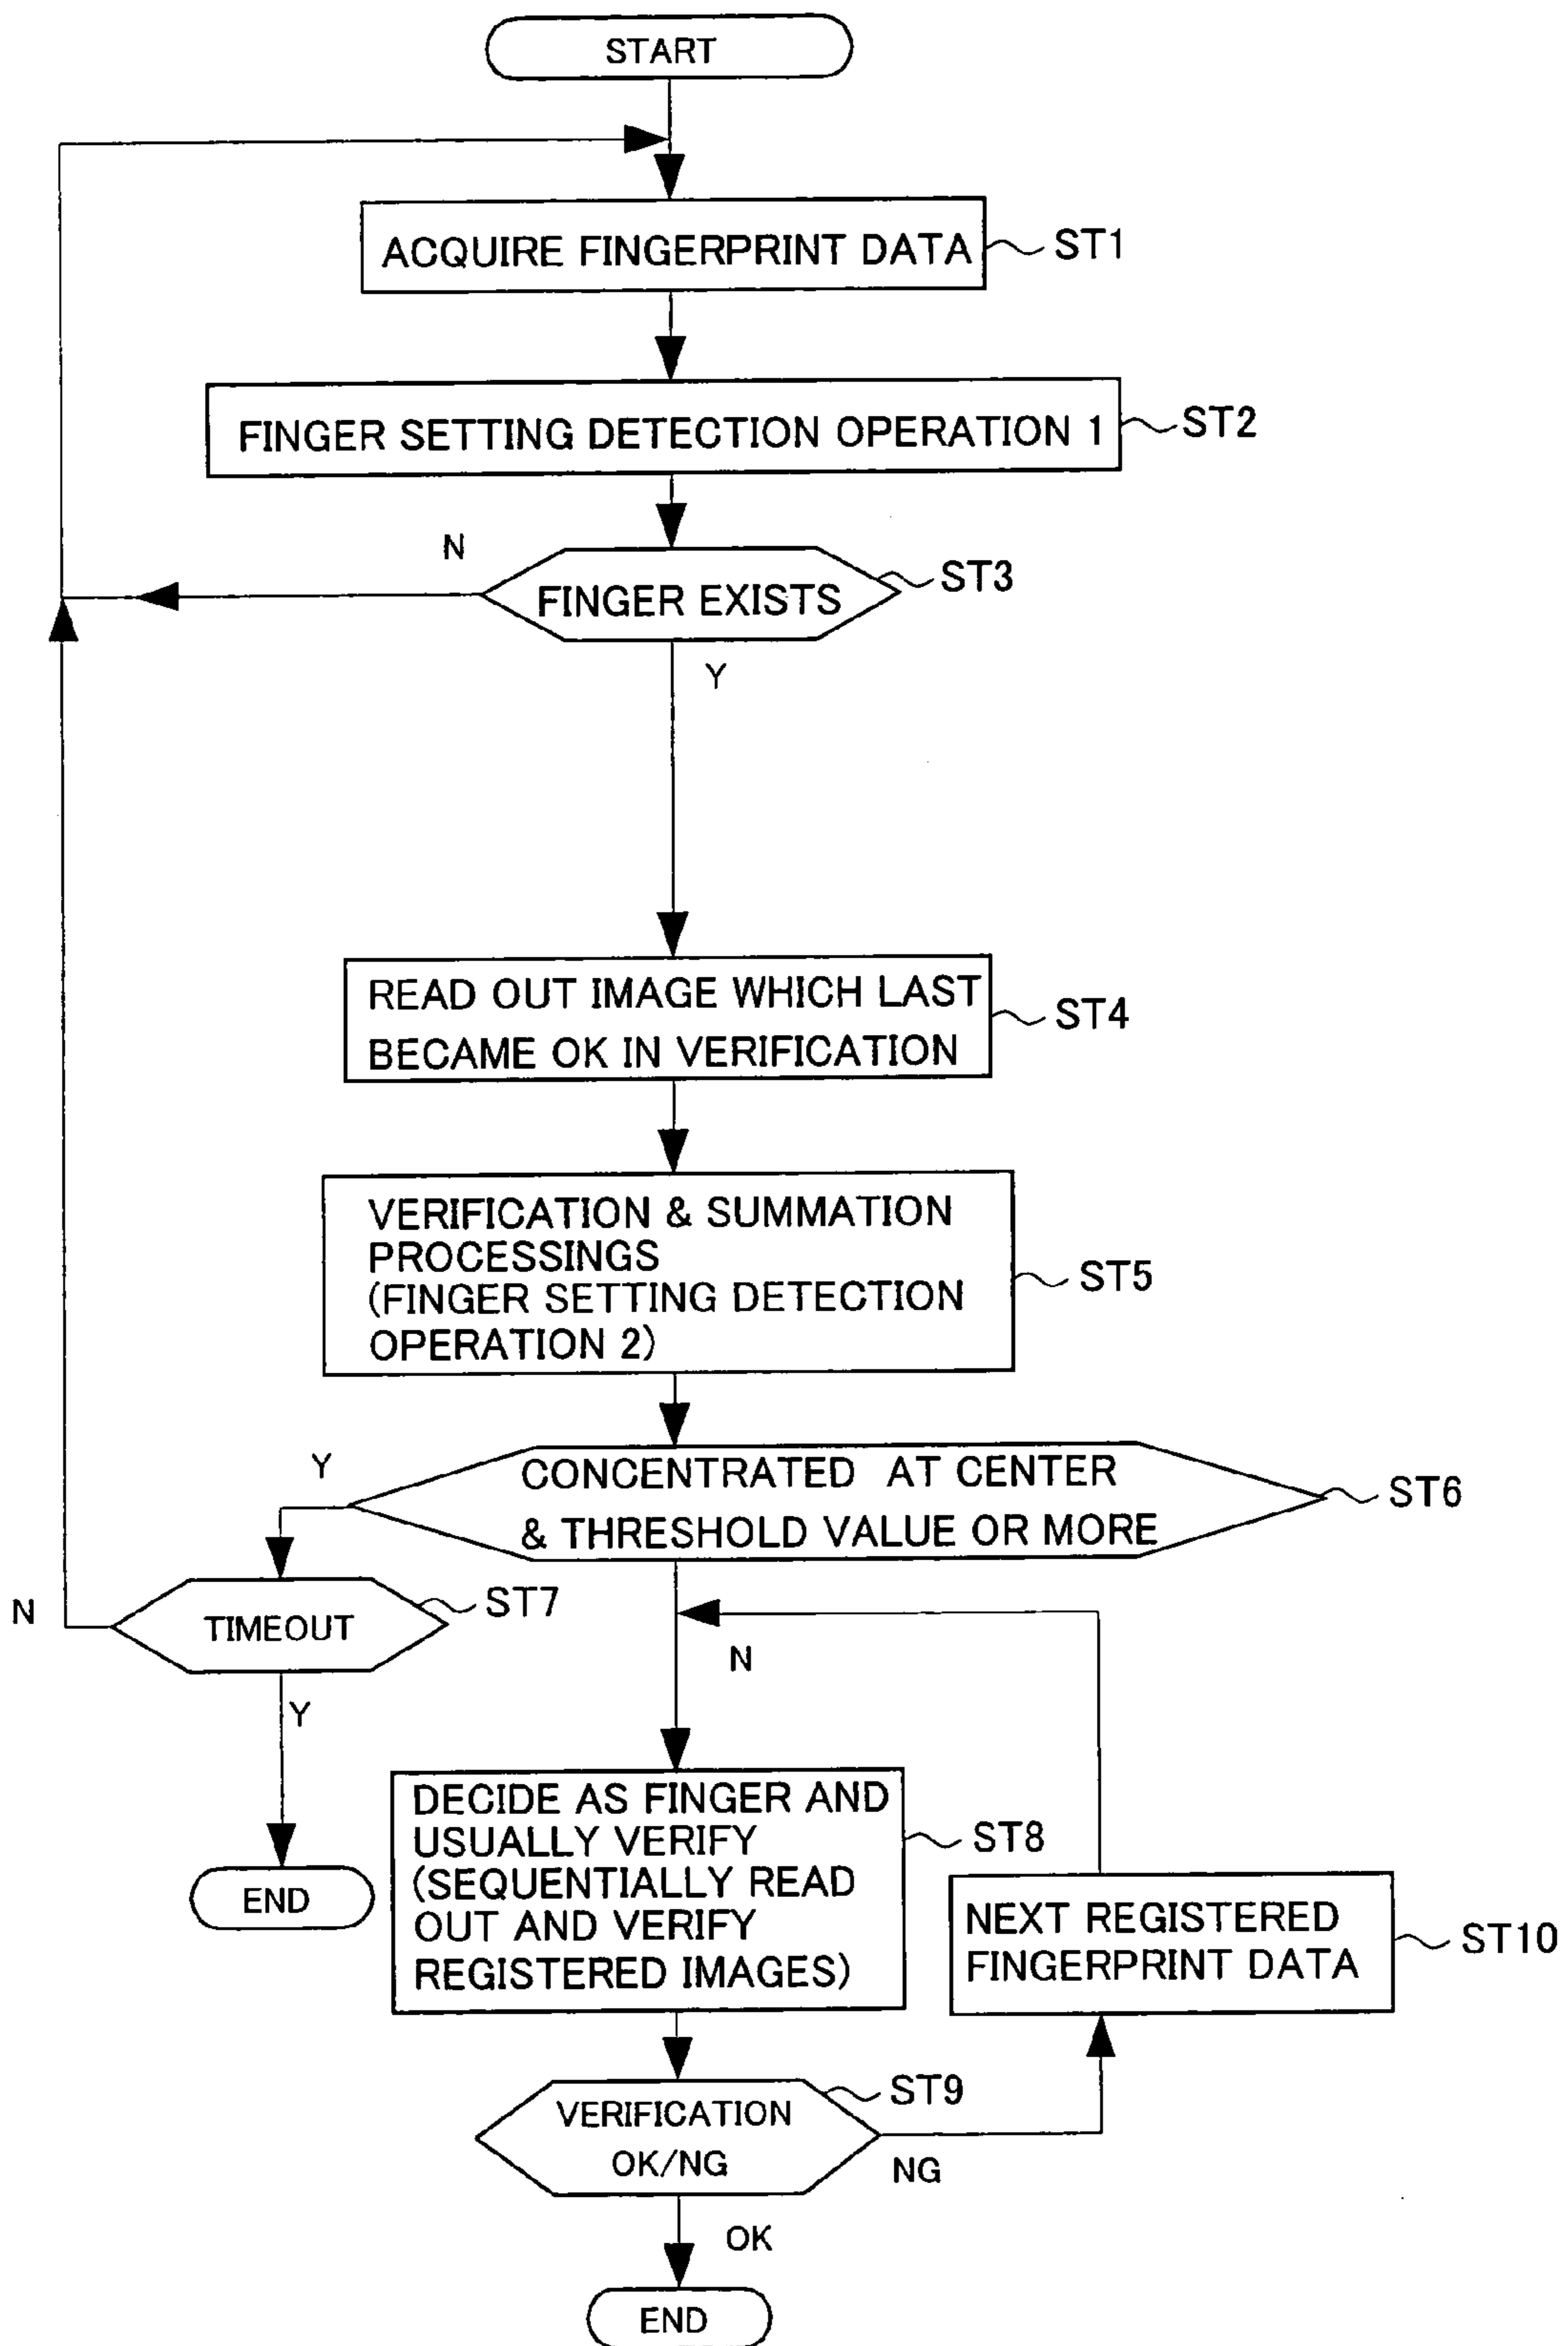 START
ACQUIRE FINGERPRINT DATA
ST1
FINGER SETTING DETECTION OPERATION 1
ST2
N
FINGER EXISTS
ST3
Y
READ OUT IMAGE WHICH LAST
BECAME OK IN VERIFICATION
ST4
VERIFICATION & SUMMATION
PROCESSINGS
(FINGER SETTING DETECTION
OPERATION 2)
ST5
Y
CONCENTRATED AT CENTER
& THRESHOLD VALUE OR MORE
ST6
N
TIMEOUT
ST7
N
Y
END
DECIDE AS FINGER AND
USUALLY VERIFY
(SEQUENTIALLY READ
OUT AND VERIFY
REGISTERED IMAGES)
ST8
NEXT REGISTERED
FINGERPRINT DATA
ST10
VERIFICATION
OK/NG
ST9
NG
OK
END